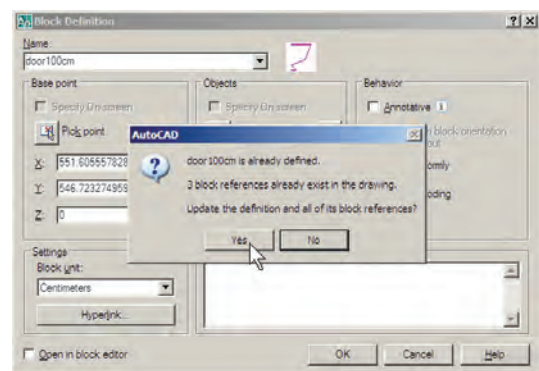 Block Definition
Name:
door100cm
Base point
Objects
Behavior
Specify On-screen
Specify On-screen
Annotative
Pick point
AutoCAD
block orientation
door100cm is already defined.
X: 551.605557828
3 block references already exist in the drawing.
Y: 546.723274959
Update the definition and all of its block references?
Z: 0
Yes
No
Settings
Block unit:
Centimeters
Hyperlink...
Open in block editor
OK
Cancel
Help